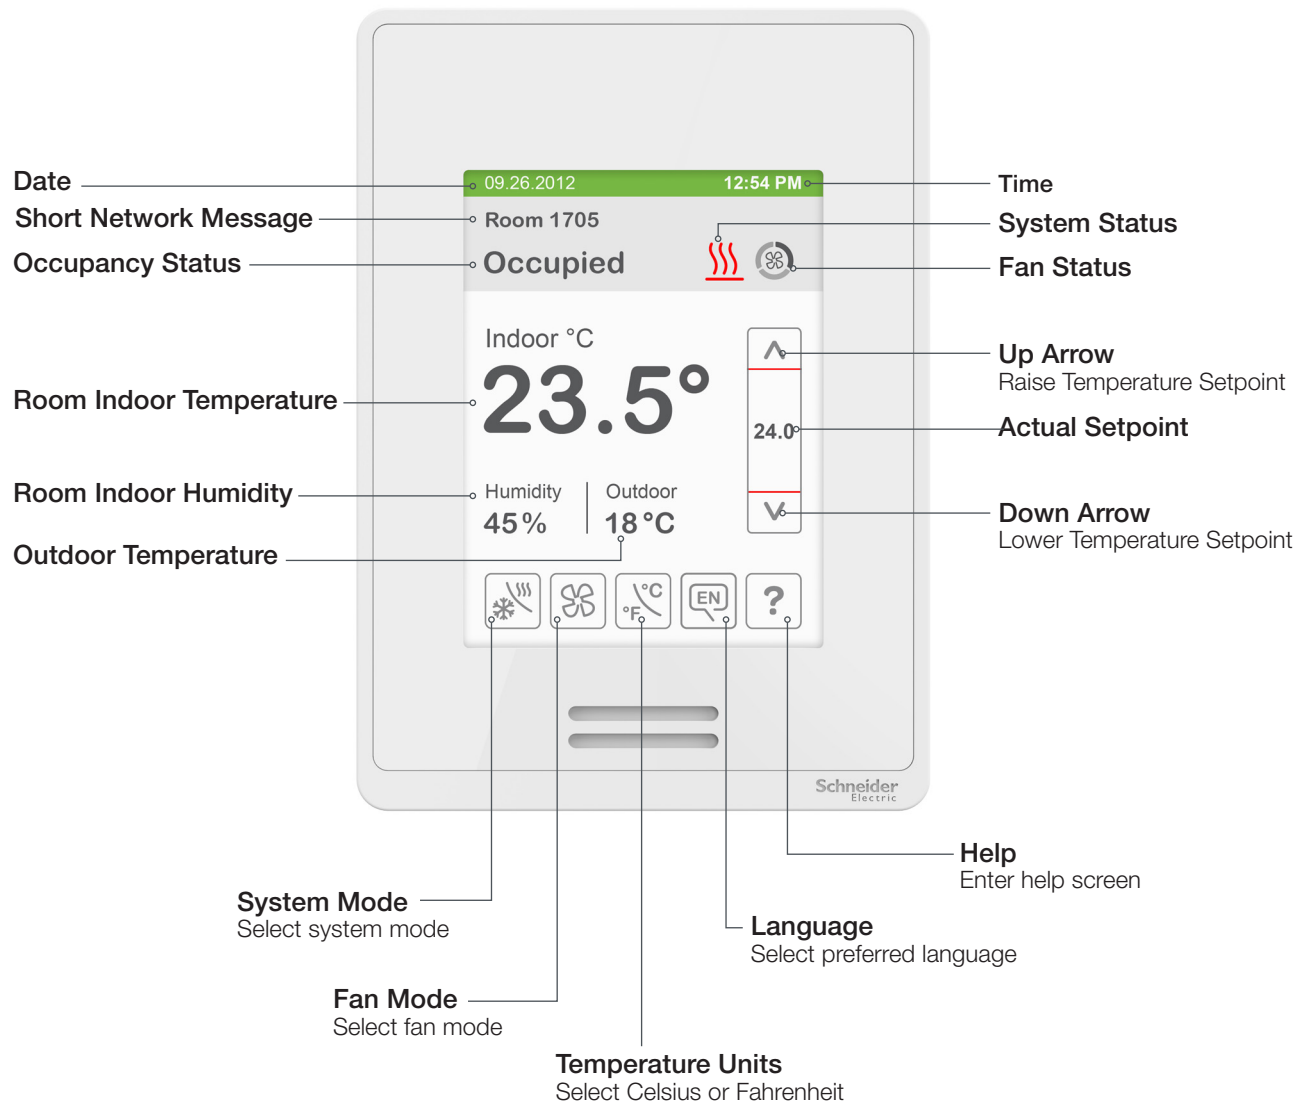 Date
09.26.2012
12:54 PM
Time
Short Network Message
Room 1705
System Status
Occupancy Status
Occupied
Fan Status
Indoor °C
Up Arrow
Raise Temperature Setpoint
Room Indoor Temperature
23.5°
24.0
Actual Setpoint
Room Indoor Humidity
Humidity
45%
Outdoor
18°C
Down Arrow
Lower Temperature Setpoint
Outdoor Temperature
°F
°C
EN
?
Schneider
Electric
Help
Enter help screen
System Mode
Select system mode
Language
Select preferred language
Fan Mode
Select fan mode
Temperature Units
Select Celsius or Fahrenheit